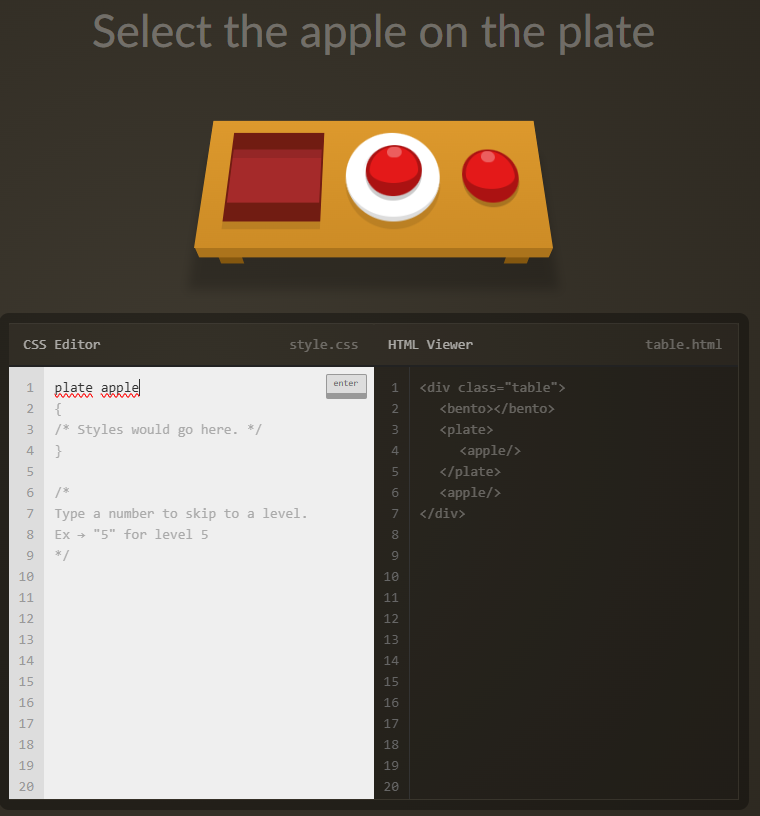 Select the apple on the plate
CSS Editor style.css
HTML Viewer table.html
1 plate apple
enter
2 {
3 /* Styles would go here. */
4 }
5
6 /*
7 Type a number to skip to a level.
8 Ex → "5" for level 5
9 */
10
11
12
13
14
15
16
17
18
19
20
1 <div class="table">
2 <bento></bento>
3 <plate>
4 <apple/>
5 </plate>
6 <apple/>
7 </div>
8
9
10
11
12
13
14
15
16
17
18
19
20